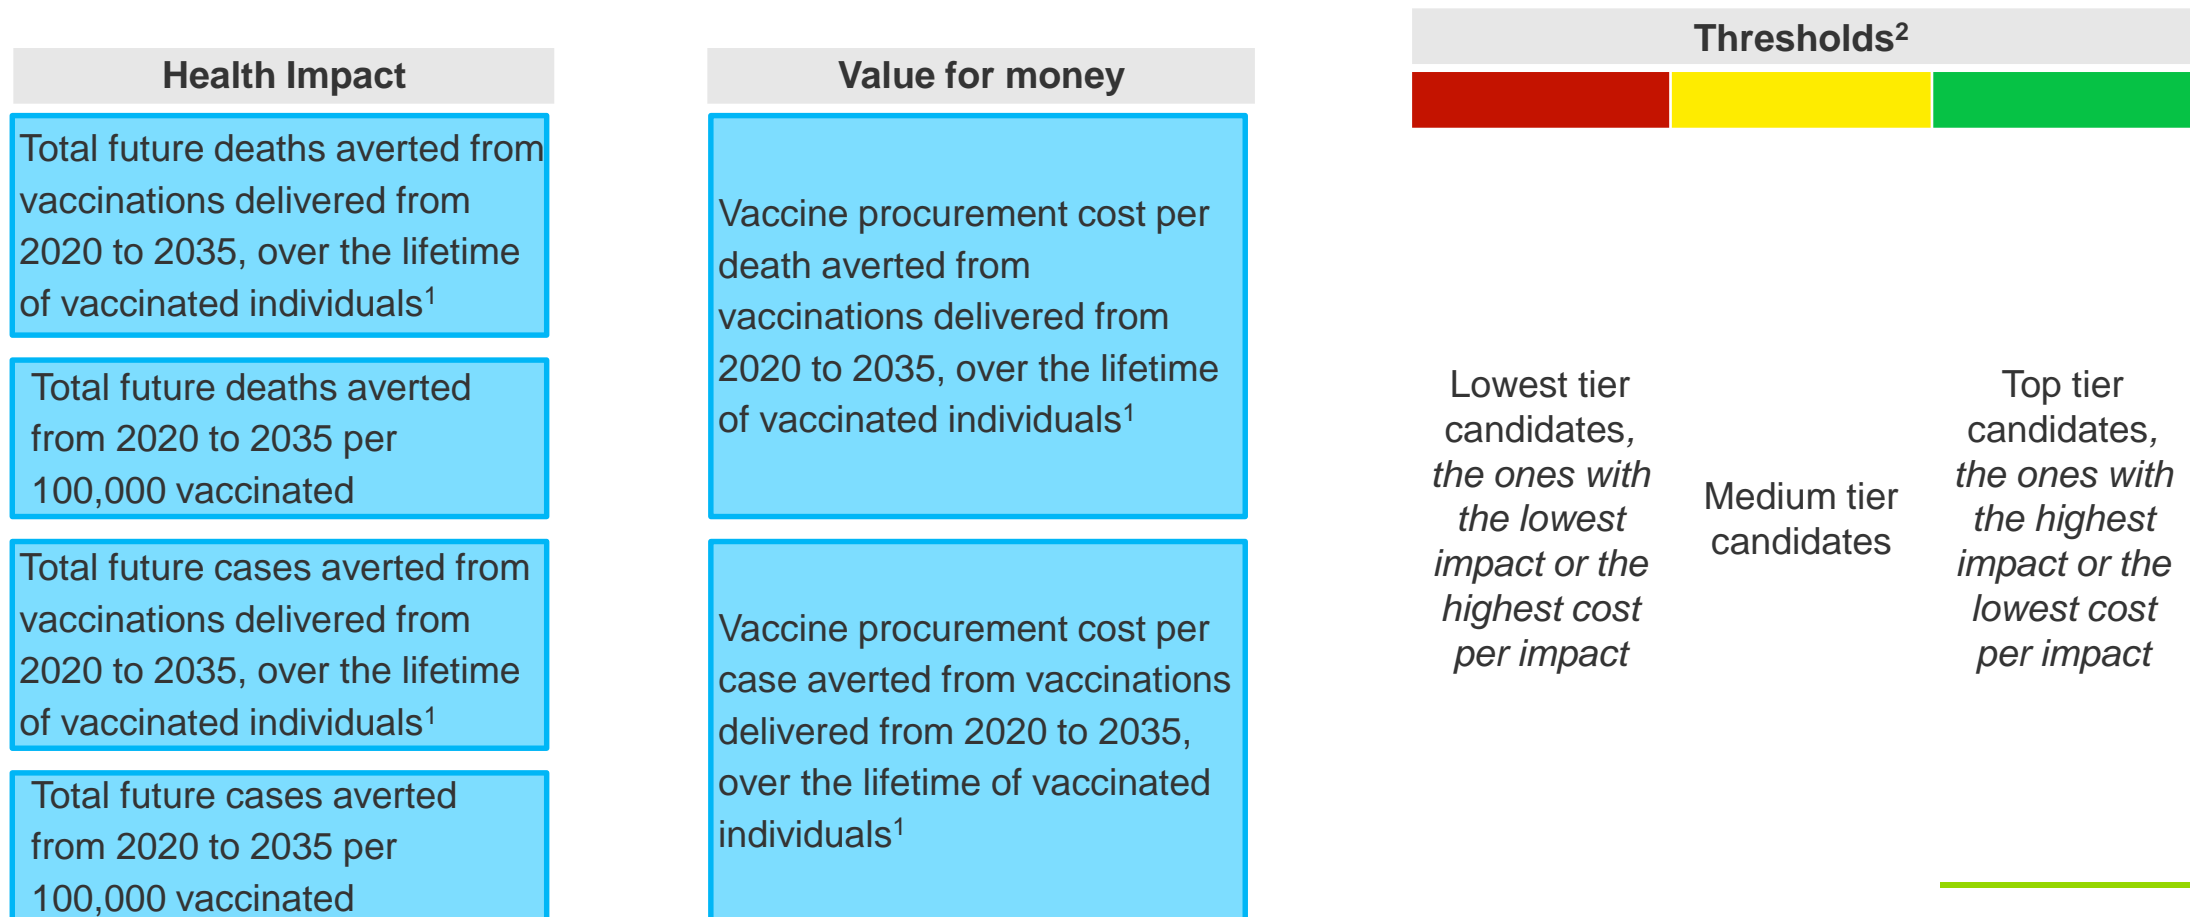 Health Impact
Total future deaths averted from
vaccinations delivered from
2020 to 2035, over the lifetime
of vaccinated individuals¹
Total future deaths averted
from 2020 to 2035 per
100,000 vaccinated
Total future cases averted from
vaccinations delivered from
2020 to 2035, over the lifetime
of vaccinated individuals¹
Total future cases averted
from 2020 to 2035 per
100,000 vaccinated
Value for money
Vaccine procurement cost per
death averted from
vaccinations delivered from
2020 to 2035, over the lifetime
of vaccinated individuals¹
Vaccine procurement cost per
case averted from vaccinations
delivered from 2020 to 2035,
over the lifetime of vaccinated
individuals¹
Thresholds²
Lowest tier
candidates,
the ones with
the lowest
impact or the
highest cost
per impact
Medium tier
candidates
Top tier
candidates,
the ones with
the highest
impact or the
lowest cost
per impact